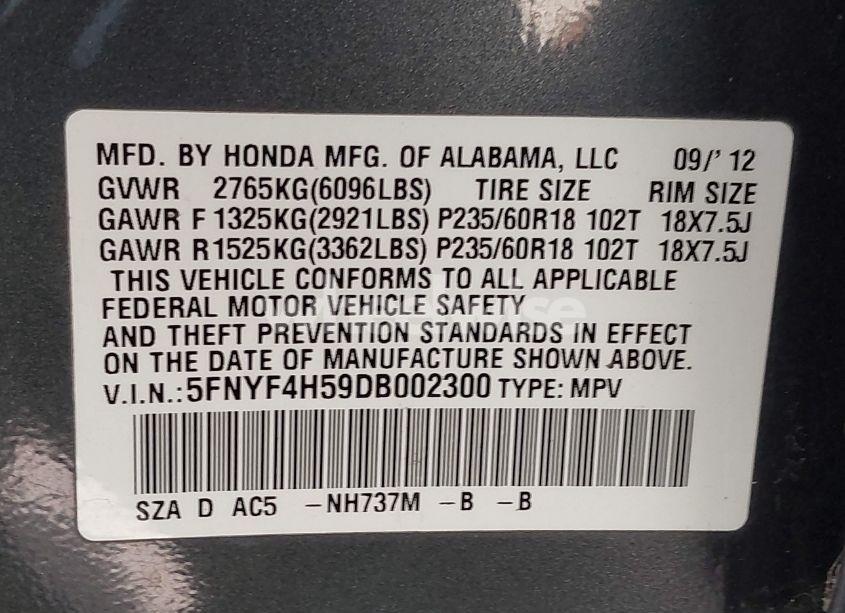 MFD. BY HONDA MFG. OF ALABAMA, LLC 09/' 12
GVWR 2765KG(6096LBS) TIRE SIZE RIM SIZE
GAWR F 1325KG(2921LBS) P235/60R18 102T 18X7.5J
GAWR R 1525KG(3362LBS) P235/60R18 102T 18X7.5J
THIS VEHICLE CONFORMS TO ALL APPLICABLE
FEDERAL MOTOR VEHICLE SAFETY
AND THEFT PREVENTION STANDARDS IN EFFECT
ON THE DATE OF MANUFACTURE SHOWN ABOVE.
V.I.N.:5FNYF4H59DB002300 TYPE: MPV
SZA D AC5 -NH737M -B -B